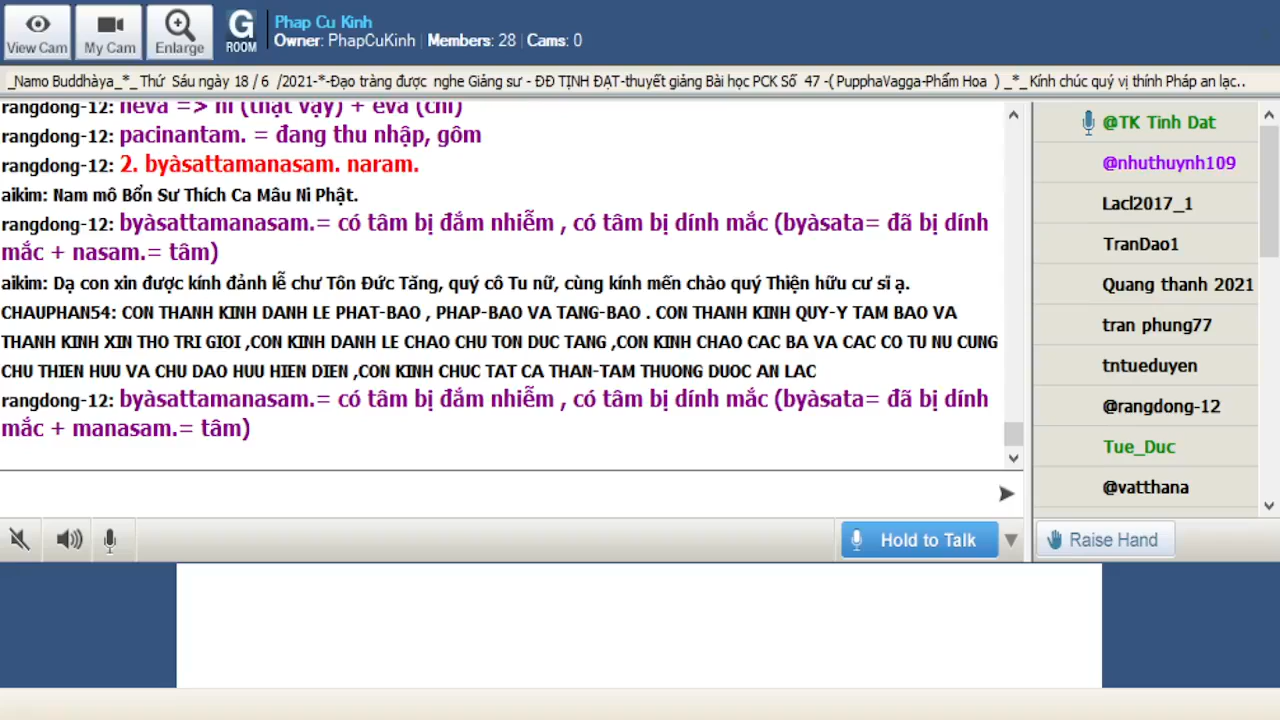 View Cam
My Cam
Enlarge
G
ROOM
Phap Cu Kinh
Owner: PhapCuKinh | Members: 28 | Cams: 0
_Namo Buddhàya_*_Thứ Sáu ngày 18 / 6 /2021-*-Đạo tràng được nghe Giảng sư - ĐĐ TỊNH ĐẠT-thuyết giảng Bài học PCK Số 47 -( PupphaVagga-Phẩm Hoa ) _*_Kính chúc quý vị thính Pháp an lạc..
rangdong-12: heva => hi (thật vậy) + eva (chỉ)
rangdong-12: pacinantam. = đang thu nhập, gôm
rangdong-12: 2. byàsattamanasam. naram.
aikim: Nam mô Bổn Sư Thích Ca Mâu Ni Phật.
rangdong-12: byàsattamanasam.= có tâm bị đắm nhiễm , có tâm bị dính mắc (byàsata= đã bị dính
mắc + nasam.= tâm)
aikim: Dạ con xin được kính đảnh lễ chư Tôn Đức Tăng, quý cô Tu nữ, cùng kính mến chào quý Thiện hữu cư sĩ ạ.
CHAUPHAN54: CON THANH KINH DANH LE PHAT-BAO , PHAP-BAO VA TANG-BAO . CON THANH KINH QUY-Y TAM BAO VA
THANH KINH XIN THO TRI GIOI ,CON KINH DANH LE CHAO CHU TON DUC TANG ,CON KINH CHAO CAC BA VA CAC CO TU NU CUNG
CHU THIEN HUU VA CHU DAO HUU HIEN DIEN ,CON KINH CHUC TAT CA THAN-TAM THUONG DUOC AN LAC
rangdong-12: byàsattamanasam.= có tâm bị đắm nhiễm , có tâm bị dính mắc (byàsata= đã bị dính
mắc + manasam.= tâm)
@TK Tinh Dat
@nhuthuynh109
Lacl2017_1
TranDao1
Quang thanh 2021
tran phung77
tntueduyen
@rangdong-12
Tue_Duc
@vatthana
Hold to Talk
Raise Hand